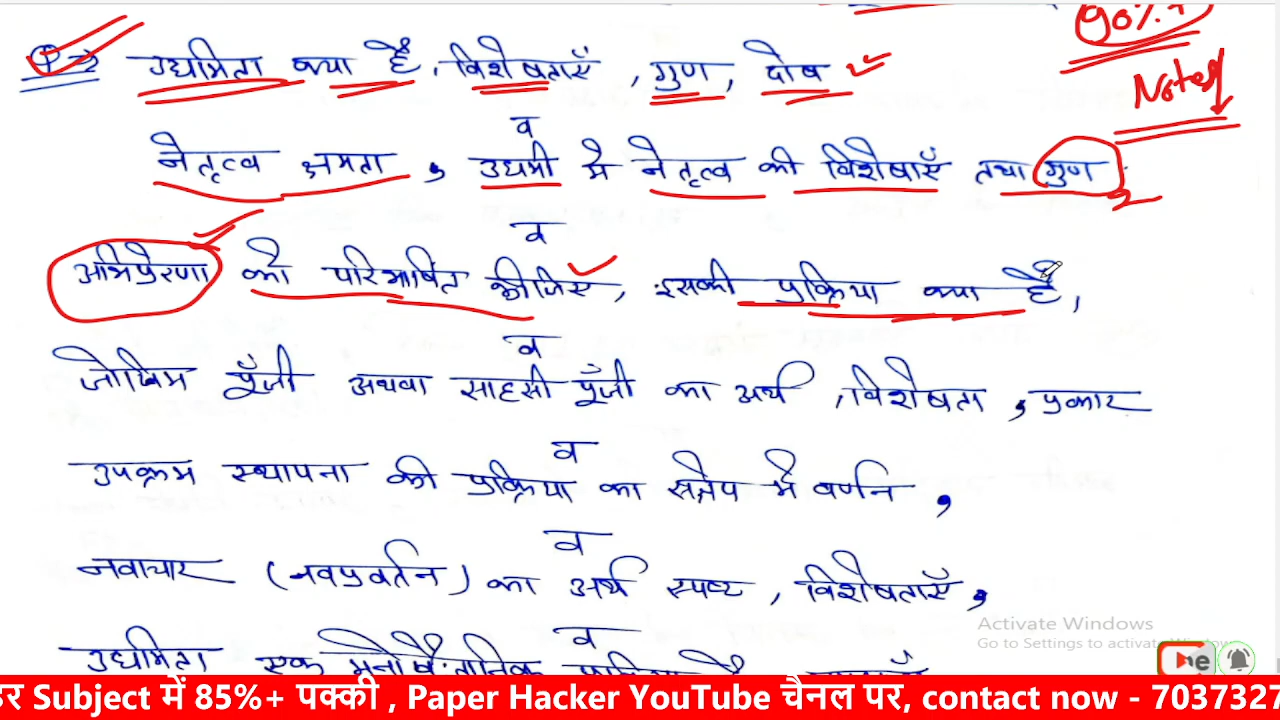 90%+
Notes
Q→ उद्यमिता क्या है, विशेषताएँ, गुण, दोष
व
नेतृत्व क्षमता, उद्यमी मे नेतृत्व की विशेषाएँ तथा गुण
व
अभिप्रेरणा को परिभाषित कीजिए, इसकी प्रक्रिया क्या है,
व
जोखिम पूँजी अथवा साहसी पूँजी का अर्थ, विशेषता, प्रकार
व
उपक्रम स्थापना की प्रक्रिया का संक्षेप मे वर्णन,
व
नवाचार (नवप्रवर्तन) का अर्थ स्पष्ट, विशेषताएँ,
व
उद्यमिता एक मनोवैज्ञानिक
Activate Windows
Go to Settings to activate Windows.
डर Subject में 85%+ पक्की , Paper Hacker YouTube चैनल पर, contact now - 7037327